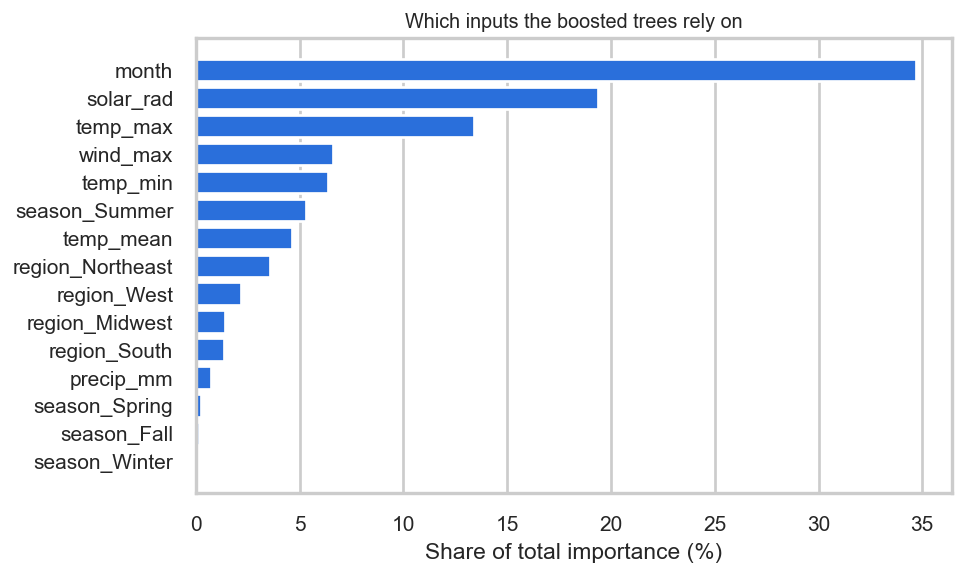 Which inputs the boosted trees rely on
month
solar_rad
temp_max
wind_max
temp_min
season_Summer
temp_mean
region_Northeast
region_West
region_Midwest
region_South
precip_mm
season_Spring
season_Fall
season_Winter
0 5 10 15 20 25 30 35
Share of total importance (%)